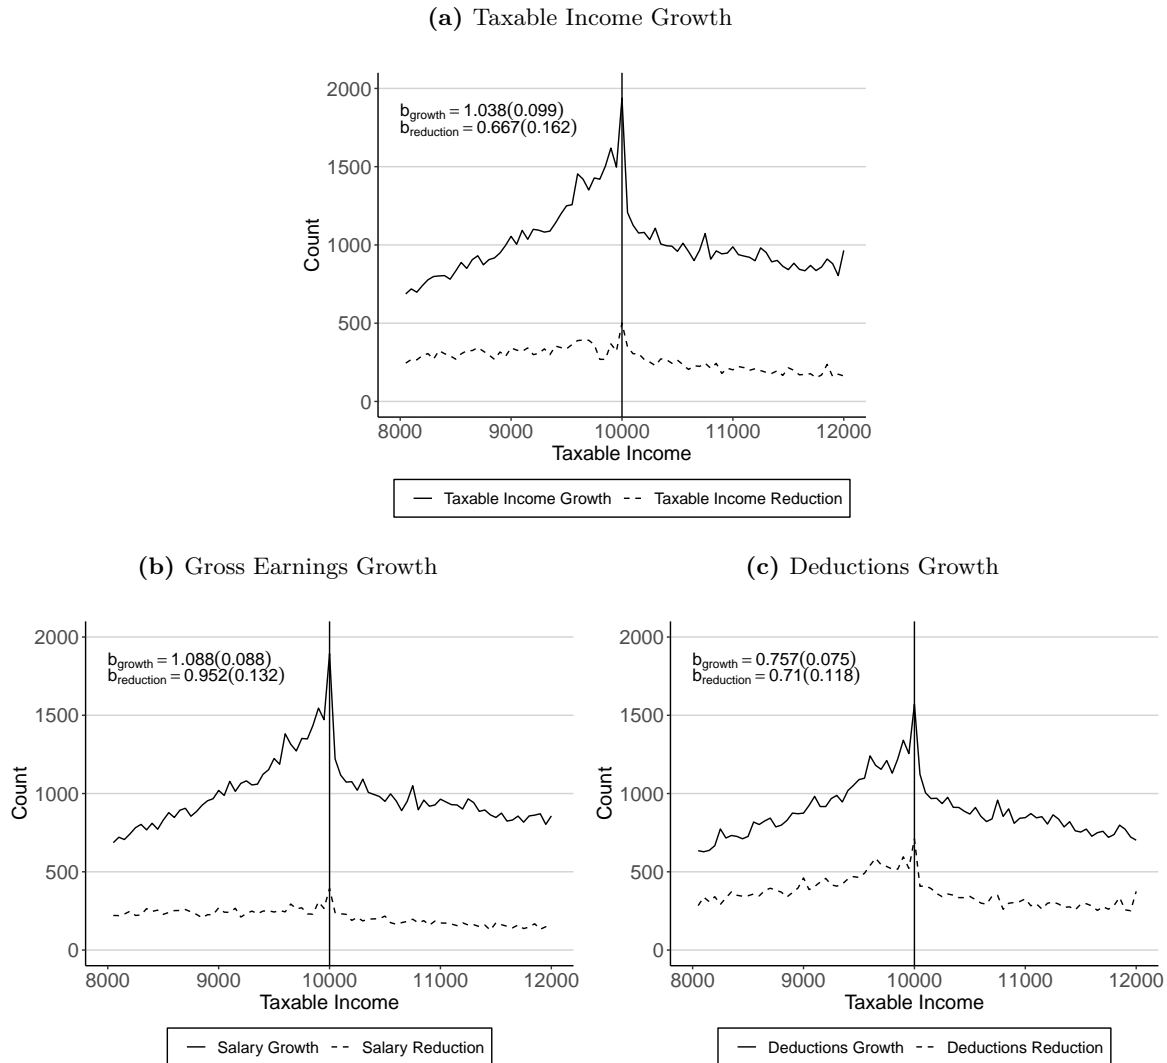 (a) Taxable Income Growth
b_growth = 1.038(0.099)
b_reduction = 0.667(0.162)
2000
1500
1000
500
0
Count
8000 9000 10000 11000 12000
Taxable Income
Taxable Income Growth Taxable Income Reduction
(b) Gross Earnings Growth
b_growth = 1.088(0.088)
b_reduction = 0.952(0.132)
2000
1500
1000
500
0
Count
8000 9000 10000 11000 12000
Taxable Income
Salary Growth Salary Reduction
(c) Deductions Growth
b_growth = 0.757(0.075)
b_reduction = 0.71(0.118)
2000
1500
1000
500
0
Count
8000 9000 10000 11000 12000
Taxable Income
Deductions Growth Deductions Reduction